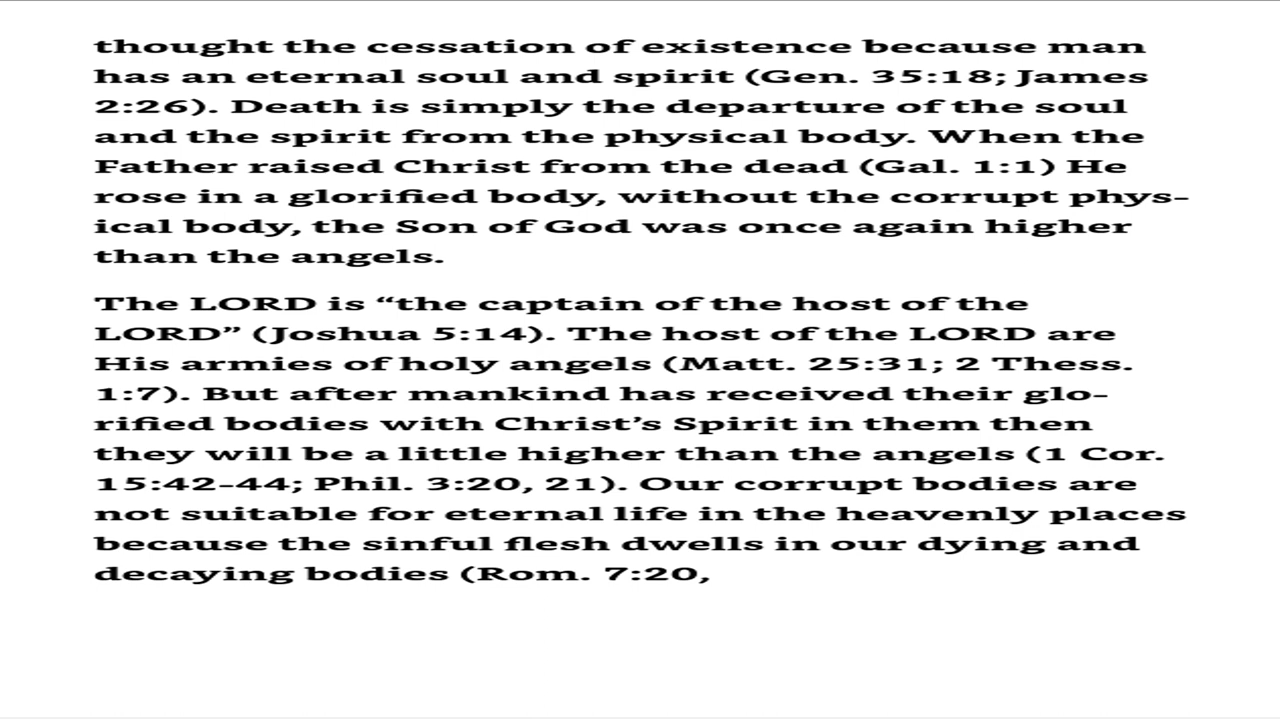 thought the cessation of existence because man
has an eternal soul and spirit (Gen. 35:18; James
2:26). Death is simply the departure of the soul
and the spirit from the physical body. When the
Father raised Christ from the dead (Gal. 1:1) He
rose in a glorified body, without the corrupt phys-
ical body, the Son of God was once again higher
than the angels.
The LORD is “the captain of the host of the
LORD” (Joshua 5:14). The host of the LORD are
His armies of holy angels (Matt. 25:31; 2 Thess.
1:7). But after mankind has received their glo-
rified bodies with Christ’s Spirit in them then
they will be a little higher than the angels (1 Cor.
15:42-44; Phil. 3:20, 21). Our corrupt bodies are
not suitable for eternal life in the heavenly places
because the sinful flesh dwells in our dying and
decaying bodies (Rom. 7:20,